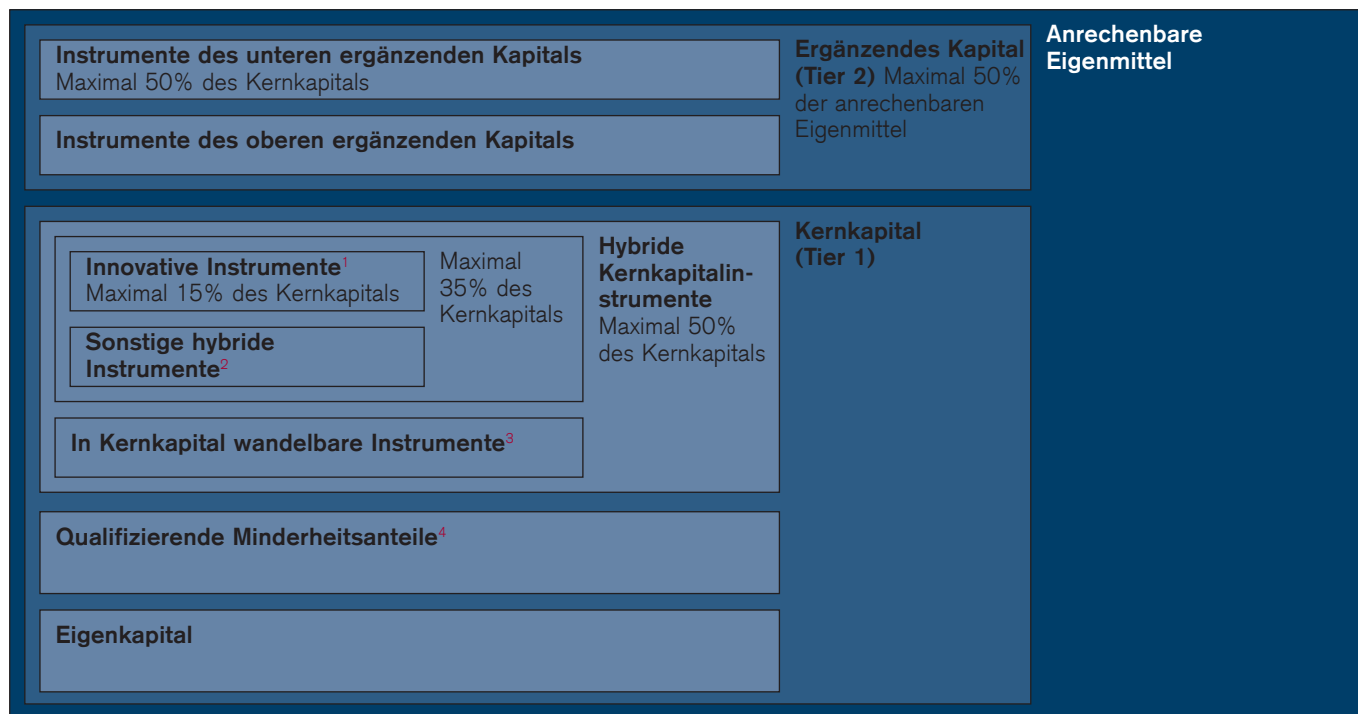 Anrechenbare
Eigenmittel
Ergänzendes Kapital
(Tier 2) Maximal 50%
der anrechenbaren
Eigenmittel
Instrumente des unteren ergänzenden Kapitals
Maximal 50% des Kernkapitals
Instrumente des oberen ergänzenden Kapitals
Kernkapital
(Tier 1)
Hybride
Kernkapitalin-
strumente
Maximal 50%
des Kernkapitals
Maximal
35% des
Kernkapitals
Innovative Instrumente1
Maximal 15% des Kernkapitals
Sonstige hybride
Instrumente2
In Kernkapital wandelbare Instrumente3
Qualifizierende Minderheitsanteile4
Eigenkapital